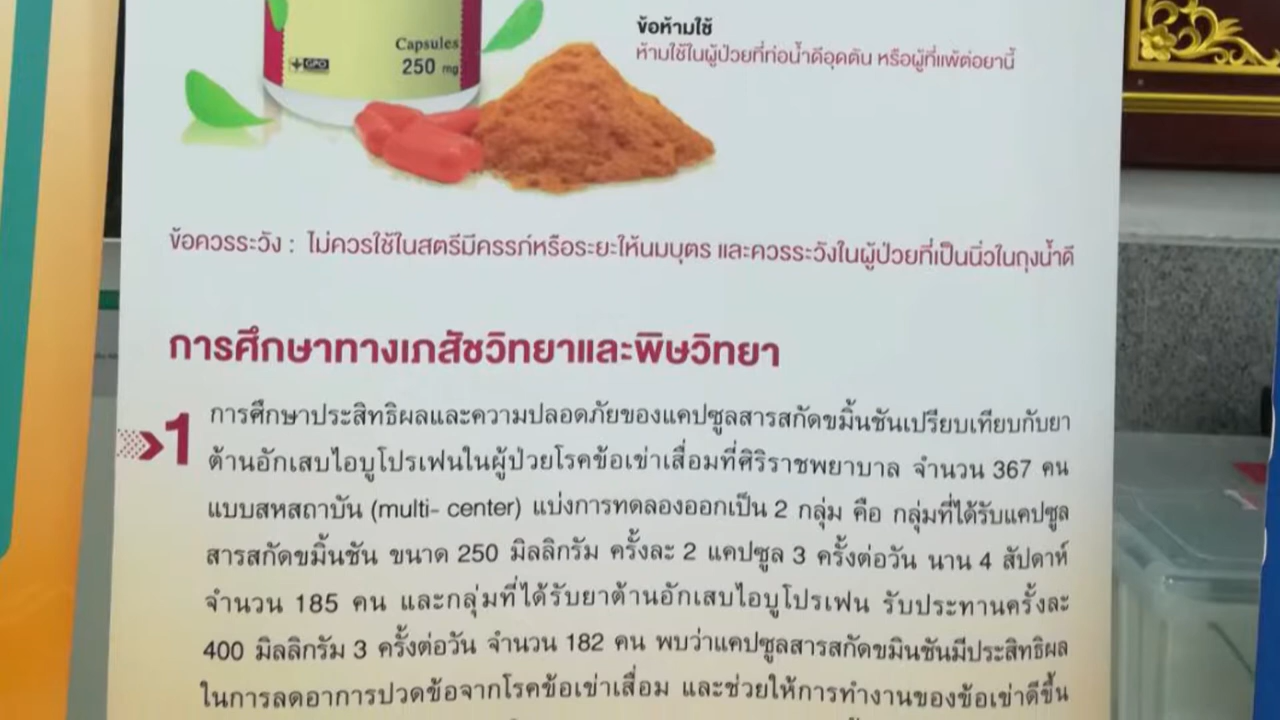 Capsules
GPO
250 mg
ข้อห้ามใช้
ห้ามใช้ในผู้ป่วยที่ท่อน้ำดีอุดตัน หรือผู้ที่แพ้ต่อยานี้
ข้อควรระวัง : ไม่ควรใช้ในสตรีมีครรภ์หรือระยะให้นมบุตร และควรระวังในผู้ป่วยที่เป็นนิ่วในถุงน้ำดี
การศึกษาทางเภสัชวิทยาและพิษวิทยา
1 การศึกษาประสิทธิผลและความปลอดภัยของแคปซูลสารสกัดขมิ้นชันเปรียบเทียบกับยา
ต้านอักเสบไอบูโปรเฟนในผู้ป่วยโรคข้อเข่าเสื่อมที่ศิริราชพยาบาล จำนวน 367 คน
แบบสหสถาบัน (multi- center) แบ่งการทดลองออกเป็น 2 กลุ่ม คือ กลุ่มที่ได้รับแคปซูล
สารสกัดขมิ้นชัน ขนาด 250 มิลลิกรัม ครั้งละ 2 แคปซูล 3 ครั้งต่อวัน นาน 4 สัปดาห์
จำนวน 185 คน และกลุ่มที่ได้รับยาต้านอักเสบไอบูโปรเฟน รับประทานครั้งละ
400 มิลลิกรัม 3 ครั้งต่อวัน จำนวน 182 คน พบว่าแคปซูลสารสกัดขมินชันมีประสิทธิผล
ในการลดอาการปวดข้อจากโรคข้อเข่าเสื่อม และช่วยให้การทำงานของข้อเข่าดีขึ้น